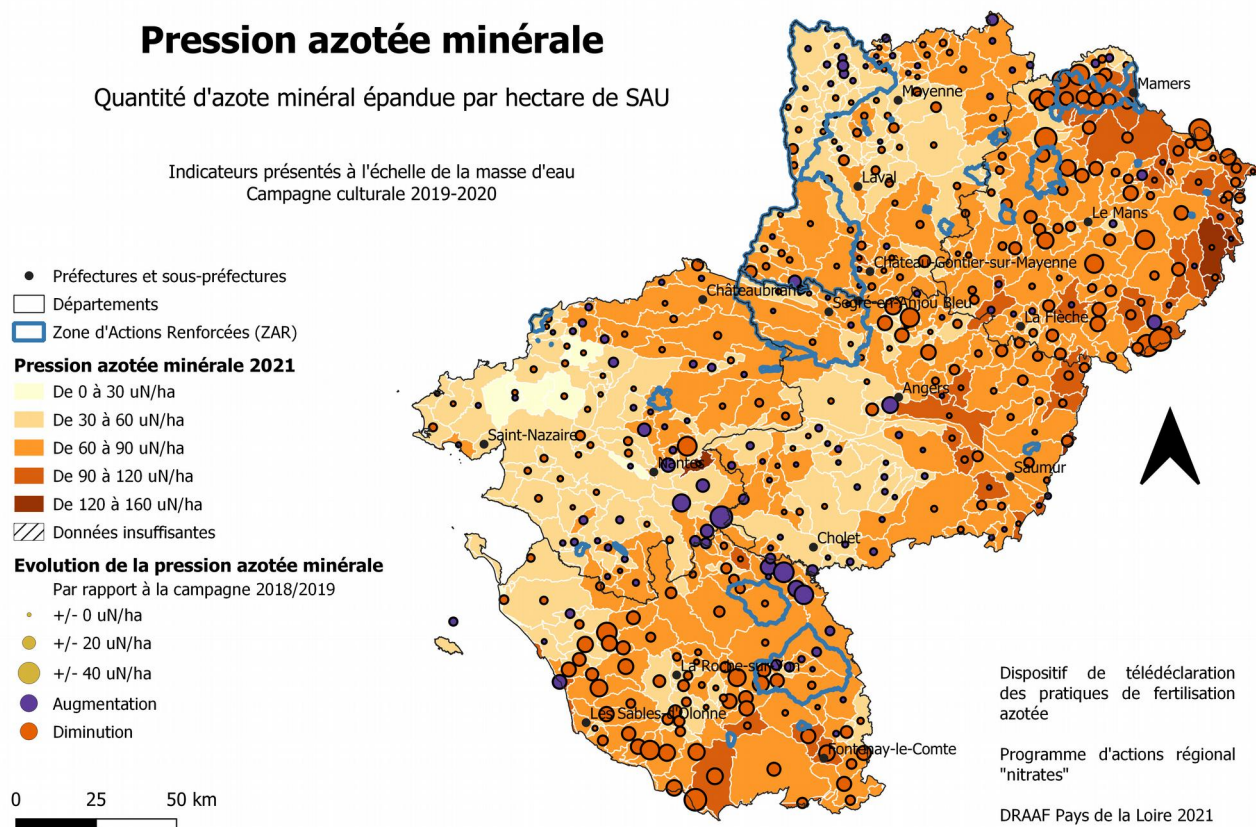 Pression azotée minérale
Quantité d'azote minéral épandue par hectare de SAU
Indicateurs présentés à l'échelle de la masse d'eau
Campagne culturale 2019-2020
Préfectures et sous-préfectures
Départements
Zone d'Actions Renforcées (ZAR)
Pression azotée minérale 2021
De 0 à 30 uN/ha
De 30 à 60 uN/ha
De 60 à 90 uN/ha
De 90 à 120 uN/ha
De 120 à 160 uN/ha
Données insuffisantes
Evolution de la pression azotée minérale
Par rapport à la campagne 2018/2019
+/- 0 uN/ha
+/- 20 uN/ha
+/- 40 uN/ha
Augmentation
Diminution
0 25 50 km
Mamers
Mayenne
Laval
Le Mans
Château-Gontier-sur-Mayenne
Châteaubriant
Segré-en-Anjou Bleu
La Flèche
Angers
Saint-Nazaire
Nantes
Saumur
Cholet
La Roche-sur-Yon
Les Sables-d'Olonne
Fontenay-le-Comte
Dispositif de télédéclaration
des pratiques de fertilisation
azotée
Programme d'actions régional
"nitrates"
DRAAF Pays de la Loire 2021